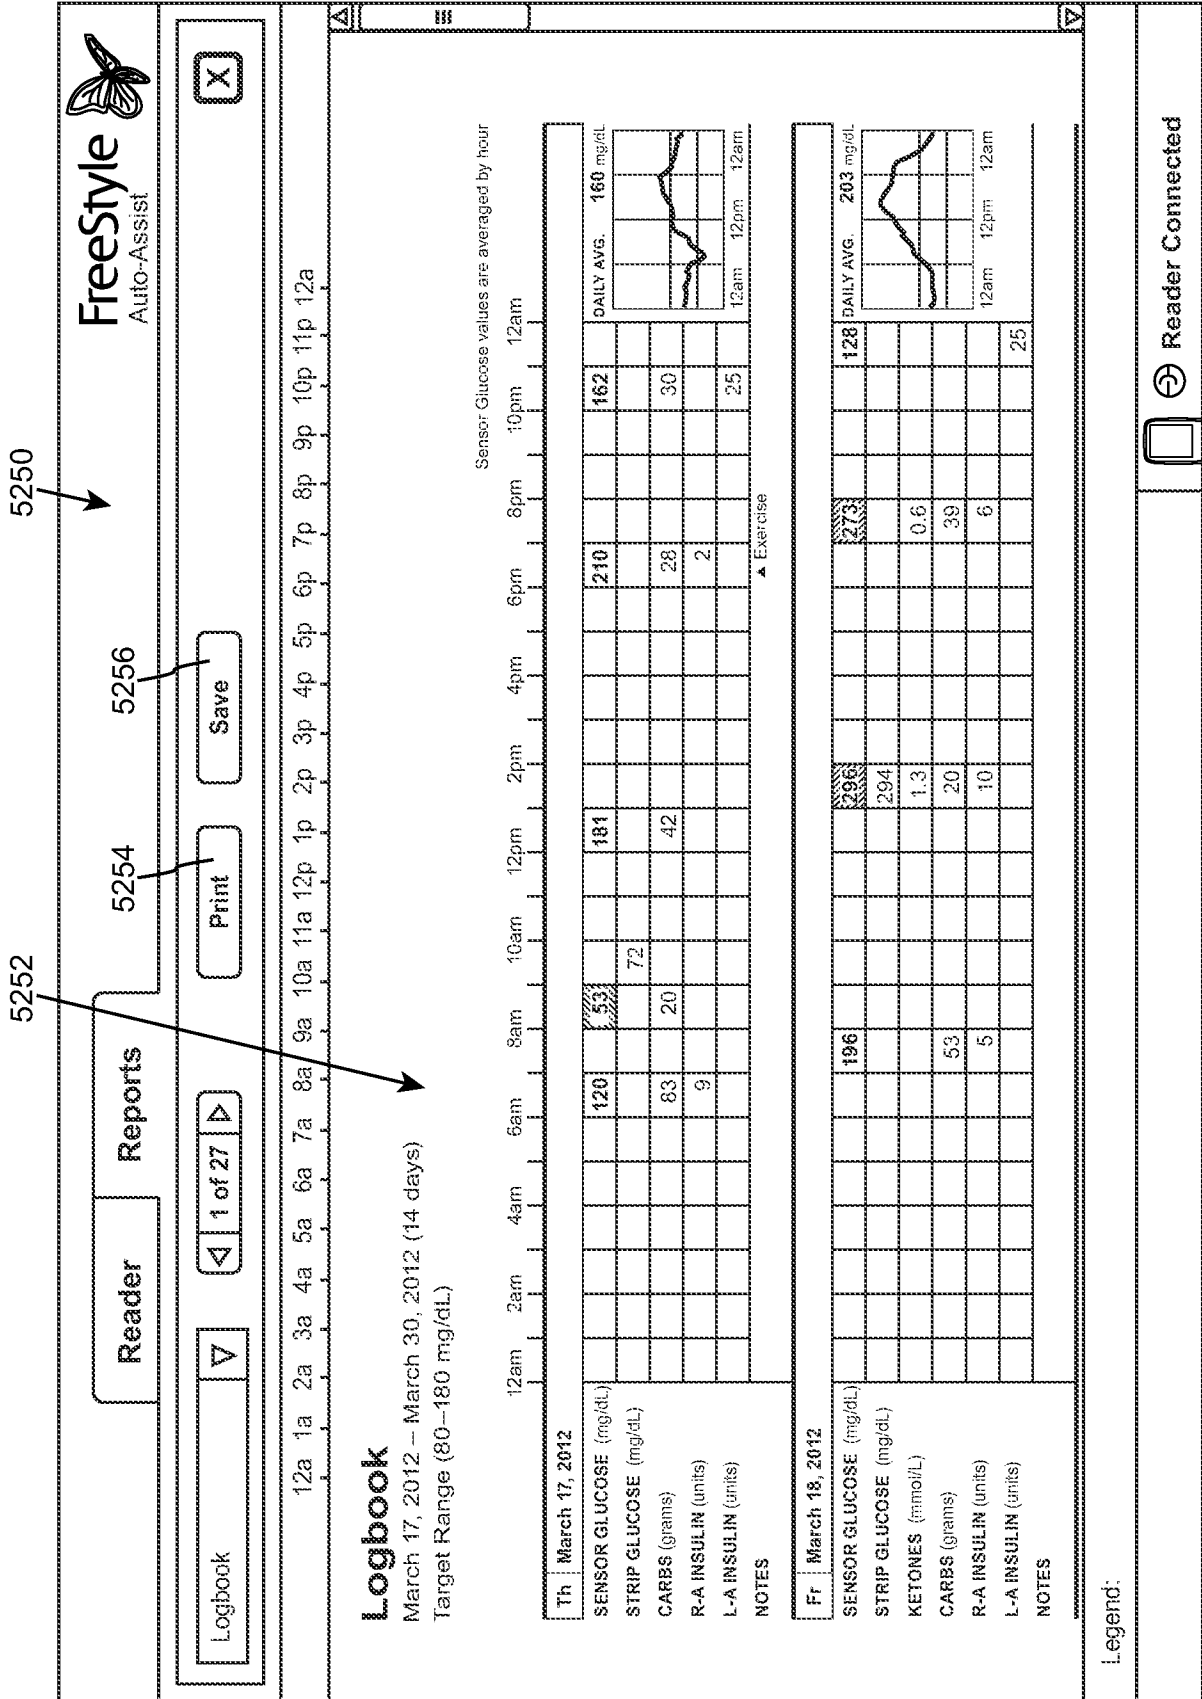 5250
5252
5254
5256
FreeStyle
Auto-Assist
Reader
Reports
Logbook
1 of 27
Print
Save
X
12a 1a 2a 3a 4a 5a 6a 7a 8a 9a 10a 11a 12p 1p 2p 3p 4p 5p 6p 7p 8p 9p 10p 11p 12a
Logbook
March 17, 2012 – March 30, 2012 (14 days)
Target Range (80–180 mg/dL)
Sensor Glucose values are averaged by hour
12am 2am 4am 6am 8am 10am 12pm 2pm 4pm 6pm 8pm 10pm 12am
Th March 17, 2012
SENSOR GLUCOSE (mg/dL) 120 53 181 210 162
STRIP GLUCOSE (mg/dL) 72
CARBS (grams) 83 20 42 28 30
R-A INSULIN (units) 9 2
L-A INSULIN (units) 25
NOTES ▲ Exercise
DAILY AVG. 160 mg/dL
12am 12pm 12am
Fr March 18, 2012
SENSOR GLUCOSE (mg/dL) 196 296 273 128
STRIP GLUCOSE (mg/dL) 294
KETONES (mmol/L) 1.3 0.6
CARBS (grams) 53 20 39
R-A INSULIN (units) 5 10 6
L-A INSULIN (units) 25
NOTES
DAILY AVG. 203 mg/dL
12am 12pm 12am
Legend:
Reader Connected